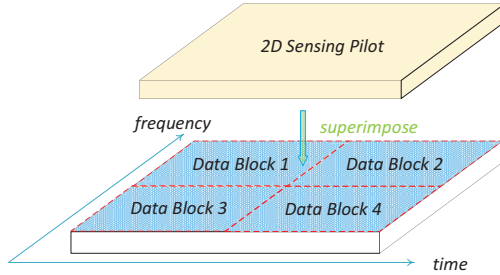 2D Sensing Pilot
frequency
superimpose
Data Block 1
Data Block 2
Data Block 3
Data Block 4
time